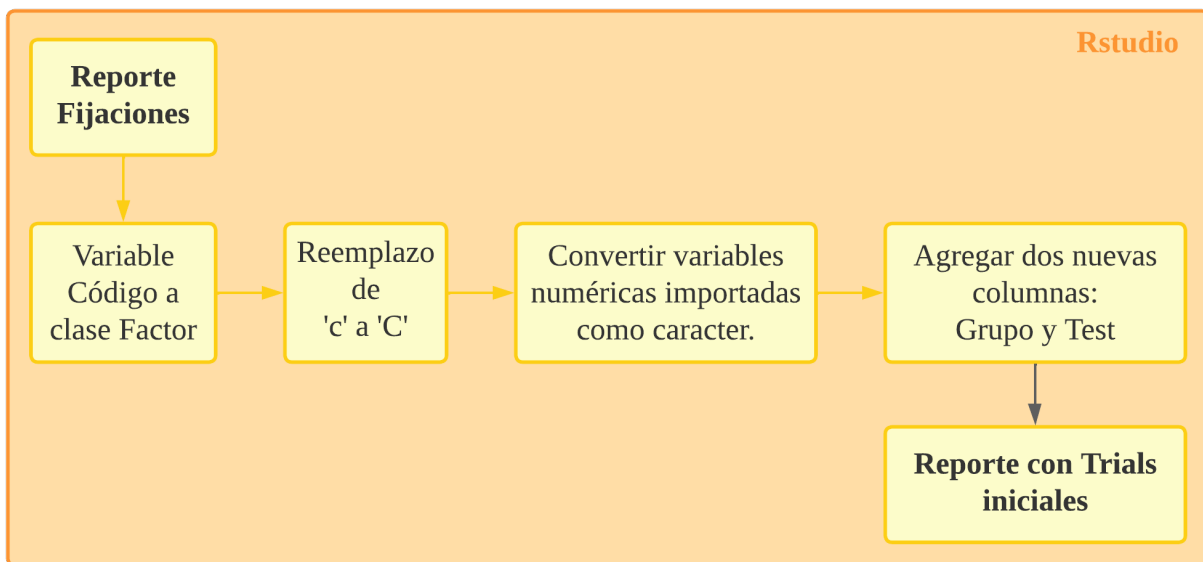 Rstudio
Reporte
Fijaciones
Variable
Código a
clase Factor
Reemplazo
de
'c' a 'C'
Convertir variables
numéricas importadas
como caracter.
Agregar dos nuevas
columnas:
Grupo y Test
Reporte con Trials
iniciales